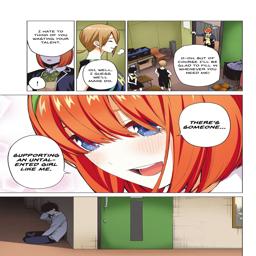 I HATE TO
THINK OF YOU
WASTING YOUR
TALENT.
!
UH, WELL,
I GUESS
WE'LL
MAKE DO.
U-UH, BUT OF
COURSE I'LL BE
GLAD TO FILL IN
WHENEVER YOU
NEED ME!
THERE'S
SOMEONE...
SUPPORTING
AN UNTAL-
ENTED GIRL
LIKE ME.